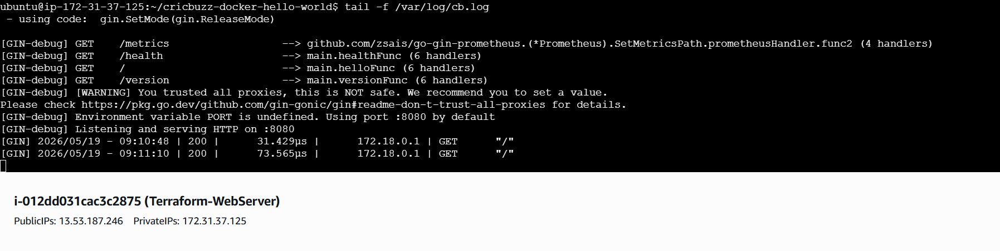 ubuntu@ip-172-31-37-125:~/cricbuzz-docker-hello-world$ tail -f /var/log/cb.log
 - using code:  gin.SetMode(gin.ReleaseMode)
[GIN-debug] GET    /metrics                  --> github.com/zsais/go-gin-prometheus.(*Prometheus).SetMetricsPath.prometheusHandler.func2 (4 handlers)
[GIN-debug] GET    /health                   --> main.healthFunc (6 handlers)
[GIN-debug] GET    /                         --> main.helloFunc (6 handlers)
[GIN-debug] GET    /version                  --> main.versionFunc (6 handlers)
[GIN-debug] [WARNING] You trusted all proxies, this is NOT safe. We recommend you to set a value.
Please check https://pkg.go.dev/github.com/gin-gonic/gin#readme-don-t-trust-all-proxies for details.
[GIN-debug] Environment variable PORT is undefined. Using port :8080 by default
[GIN-debug] Listening and serving HTTP on :8080
[GIN] 2026/05/19 - 09:10:48 | 200 |      31.429µs |      172.18.0.1 | GET      "/"
[GIN] 2026/05/19 - 09:11:10 | 200 |      73.565µs |      172.18.0.1 | GET      "/"
i-012dd031cac3c2875 (Terraform-WebServer)
PublicIPs: 13.53.187.246    PrivateIPs: 172.31.37.125